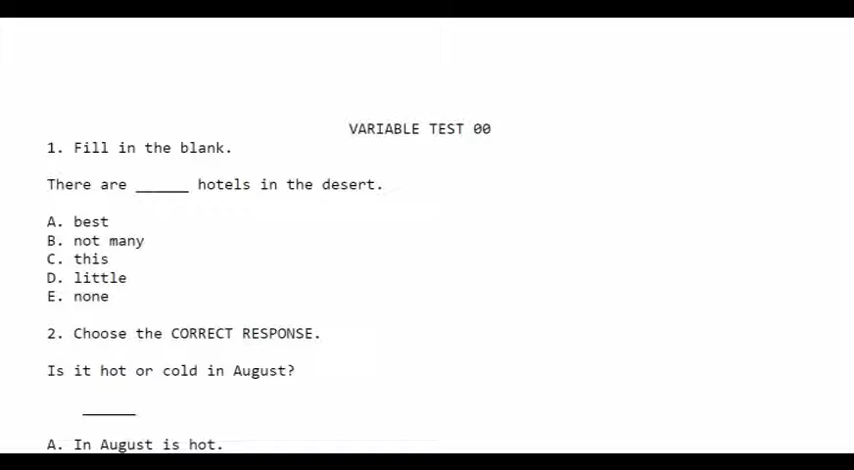 VARIABLE TEST 00
1. Fill in the blank.
There are ______ hotels in the desert.
A. best
B. not many
C. this
D. little
E. none
2. Choose the CORRECT RESPONSE.
Is it hot or cold in August?
______
A. In August is hot.